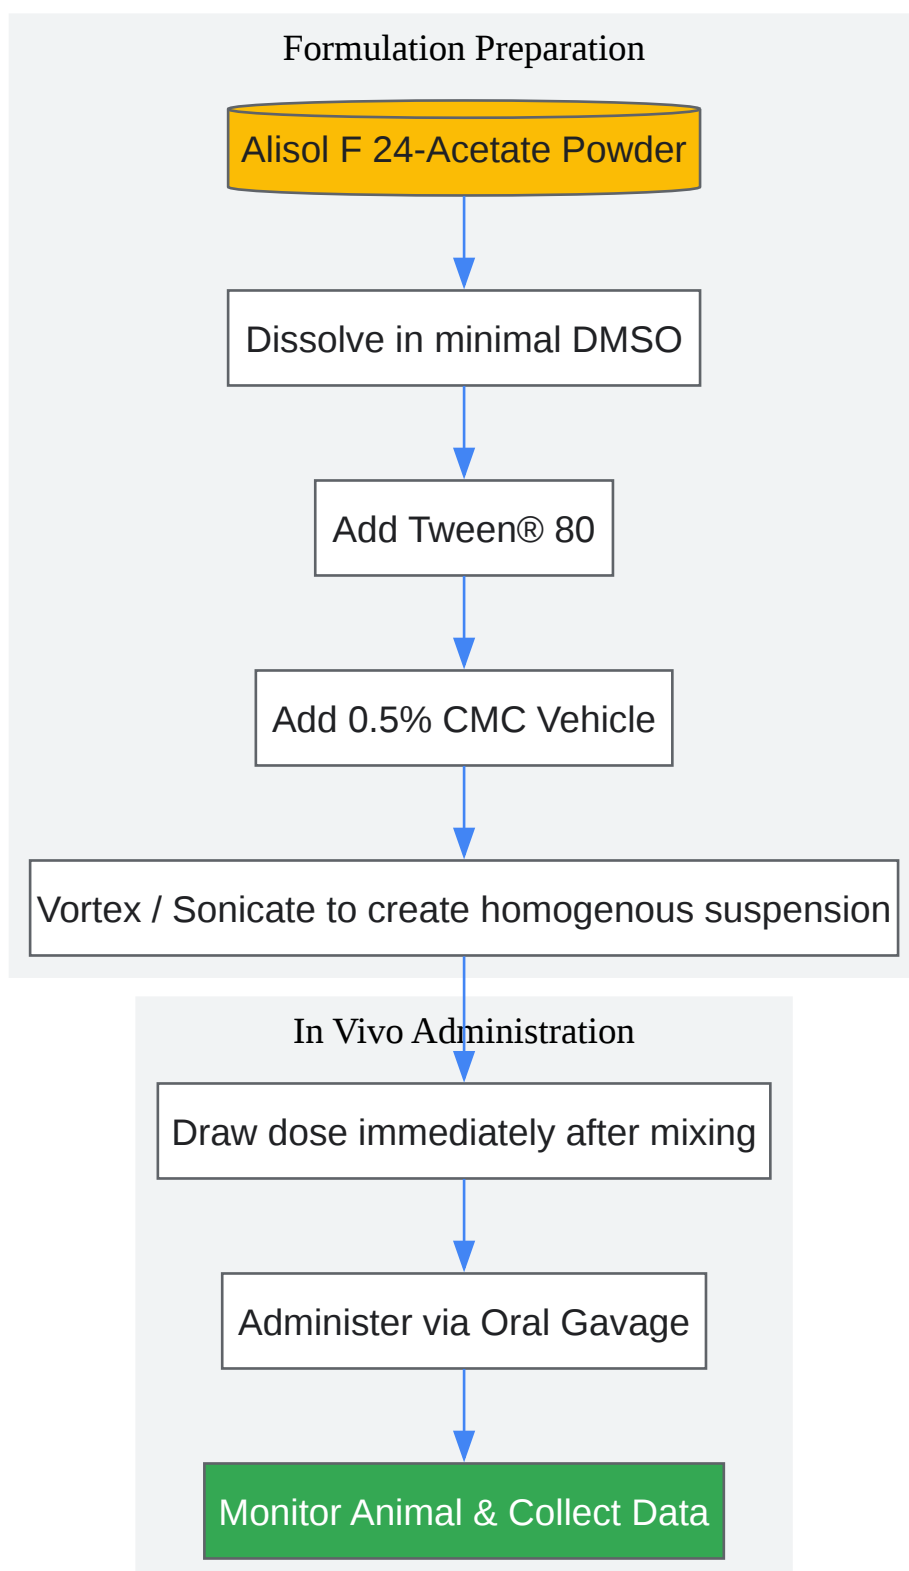 Formulation Preparation
Alisol F 24-Acetate Powder
Dissolve in minimal DMSO
Add Tween® 80
Add 0.5% CMC Vehicle
Vortex / Sonicate to create homogenous suspension
In Vivo Administration
Draw dose immediately after mixing
Administer via Oral Gavage
Monitor Animal & Collect Data